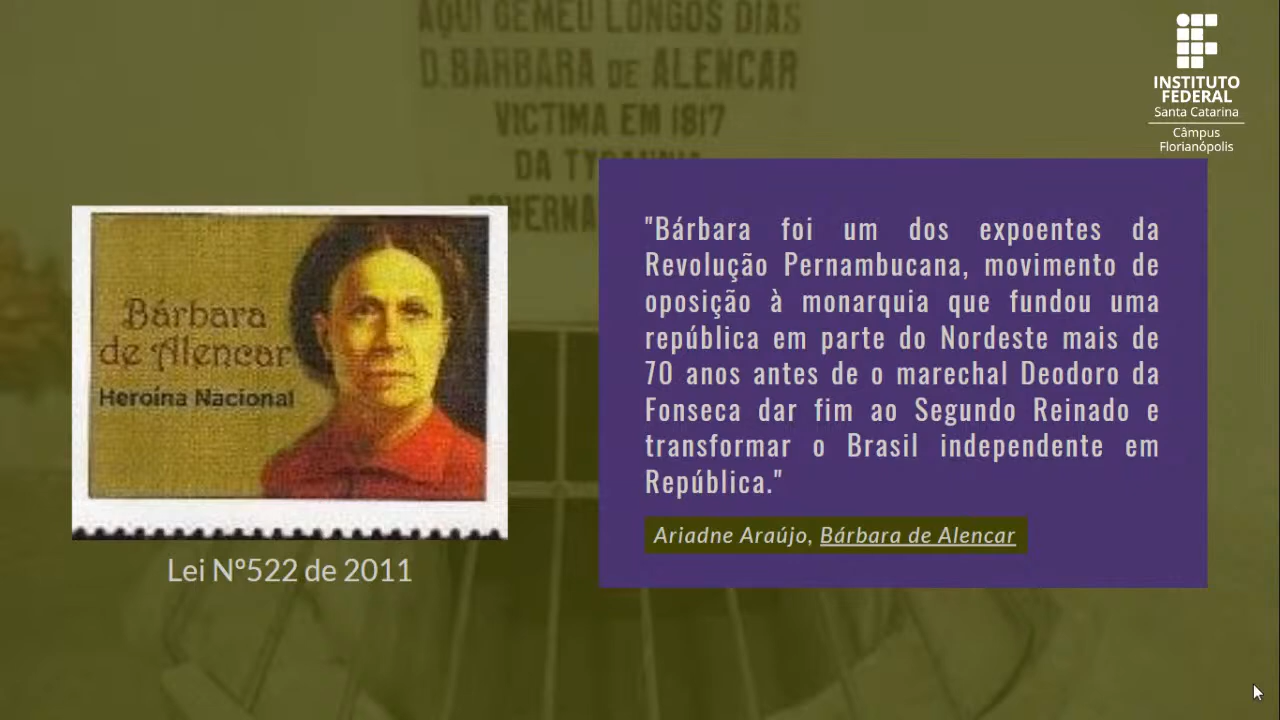 AQUI GEMEU LONGOS DIAS
D. BARBARA DE ALENCAR
VICTIMA EM 1817
DA
INSTITUTO
FEDERAL
Santa Catarina
Câmpus
Florianópolis
Bárbara
de Alencar
Heroína Nacional
Lei Nº522 de 2011
"Bárbara foi um dos expoentes da
Revolução Pernambucana, movimento de
oposição à monarquia que fundou uma
república em parte do Nordeste mais de
70 anos antes de o marechal Deodoro da
Fonseca dar fim ao Segundo Reinado e
transformar o Brasil independente em
República."
Ariadne Araújo, Bárbara de Alencar